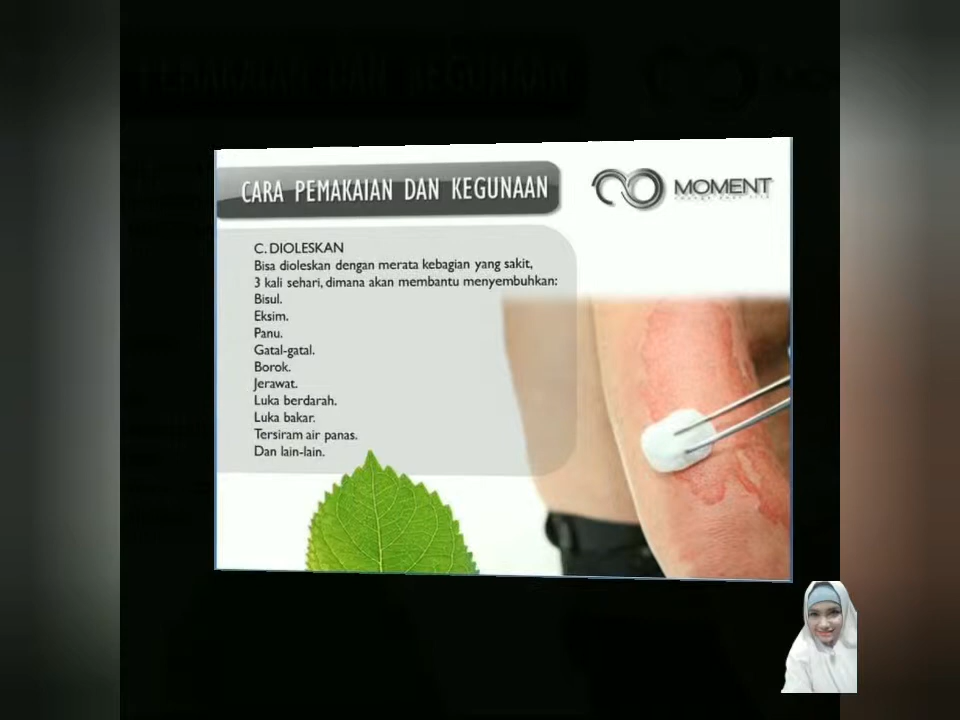 CARA PEMAKAIAN DAN KEGUNAAN
MOMENT
C. DIOLESKAN
Bisa dioleskan dengan merata kebagian yang sakit,
3 kali sehari, dimana akan membantu menyembuhkan:
Bisul.
Eksim.
Panu.
Gatal-gatal.
Borok.
Jerawat.
Luka berdarah.
Luka bakar.
Tersiram air panas.
Dan lain-lain.